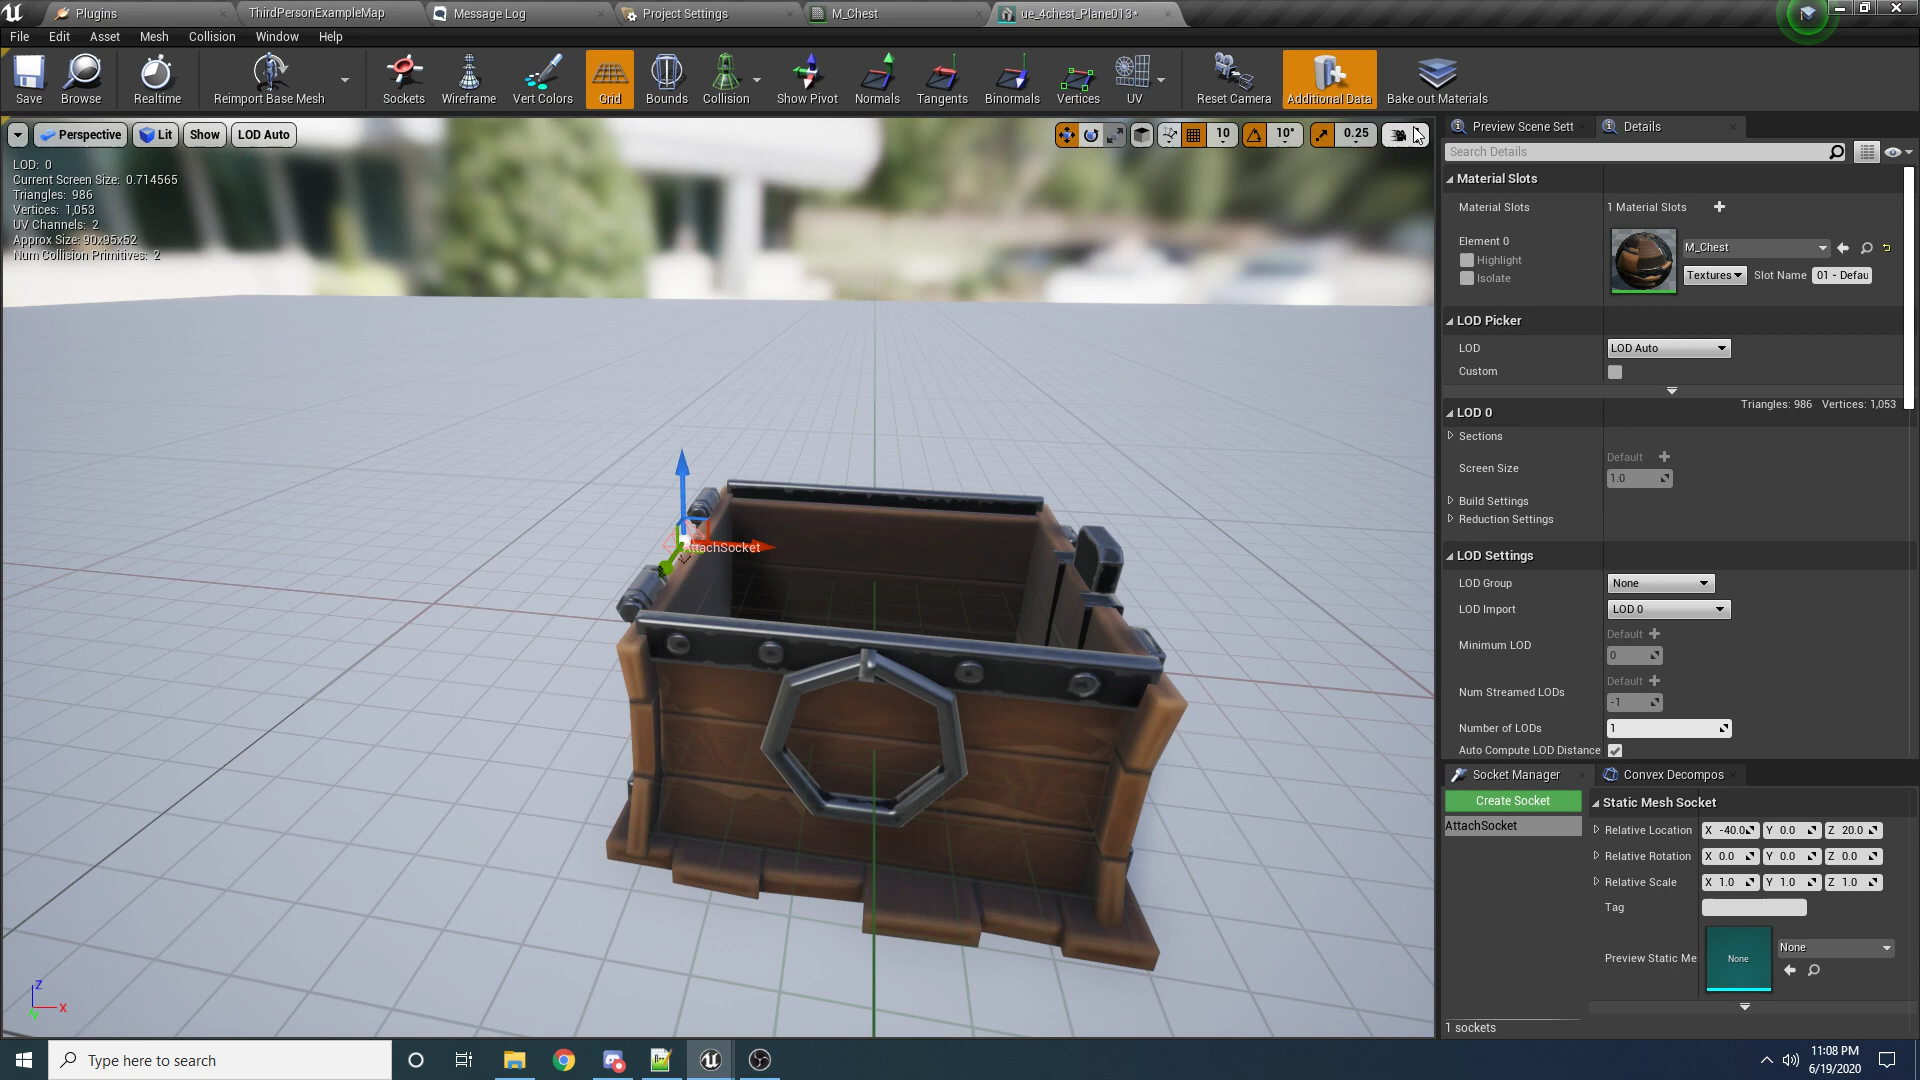 Plugins
ThirdPersonExampleMap
Message Log
Project Settings
M_Chest
ue_4chest_Plane013*
File Edit Asset Mesh Collision Window Help
Save
Browse
Realtime
Reimport Base Mesh
Sockets
Wireframe
Vert Colors
Grid
Bounds
Collision
Show Pivot
Normals
Tangents
Binormals
Vertices
UV
Reset Camera
Additional Data
Bake out Materials
Perspective
Lit
Show
LOD Auto
10
10°
0.25
LOD: 0
Current Screen Size: 0.714565
Triangles: 986
Vertices: 1,053
UV Channels: 2
Approx Size: 90x95x52
Num Collision Primitives: 2
AttachSocket
Z
X
Y
Preview Scene Sett
Details
Search Details
Material Slots
Material Slots
1 Material Slots
Element 0
Highlight
Isolate
M_Chest
Textures
Slot Name
01 - Defau
LOD Picker
LOD
LOD Auto
Custom
LOD 0
Triangles: 986 Vertices: 1,053
Sections
Screen Size
Default
1.0
Build Settings
Reduction Settings
LOD Settings
LOD Group
None
LOD Import
LOD 0
Minimum LOD
Default
0
Num Streamed LODs
Default
-1
Number of LODs
1
Auto Compute LOD Distance
Socket Manager
Convex Decompos
Create Socket
AttachSocket
1 sockets
Static Mesh Socket
Relative Location
X -40.0
Y 0.0
Z 20.0
Relative Rotation
X 0.0
Y 0.0
Z 0.0
Relative Scale
X 1.0
Y 1.0
Z 1.0
Tag
Preview Static Me
None
None
Type here to search
11:08 PM
6/19/2020